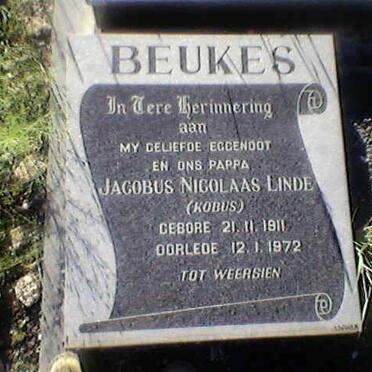 BEUKES
In Tere Herinnering
aan
MY GELIEFDE EGGENOOT
EN ONS PAPPA
JACOBUS NICOLAAS LINDE
(KOBUS)
GEBORE 21.11.1911
OORLEDE 12.1.1972
TOT WEERSIEN